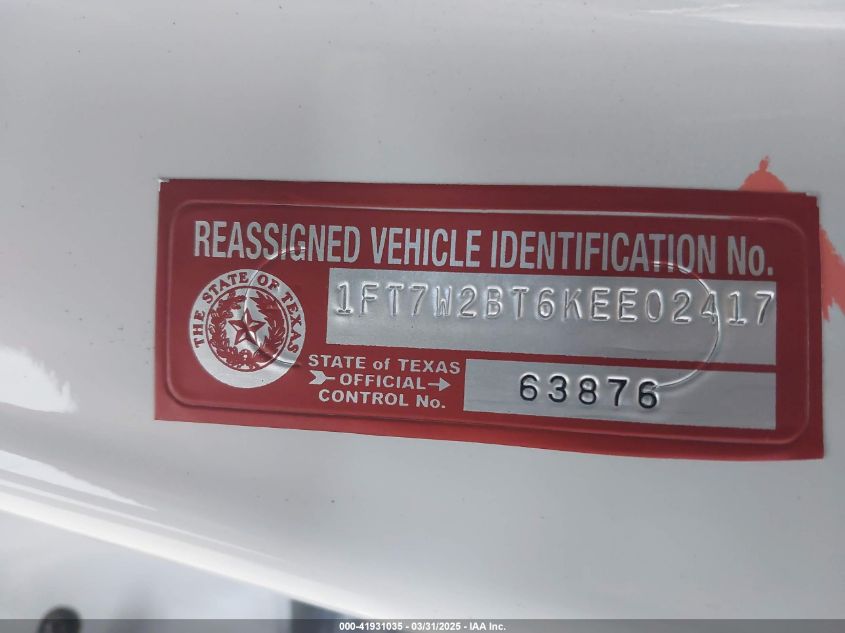 REASSIGNED VEHICLE IDENTIFICATION No.
THE STATE OF TEXAS
1FT7W2BT6KEE02417
STATE of TEXAS
OFFICIAL
CONTROL No.
63876
000-41931035 - 03/31/2025 - IAA Inc.